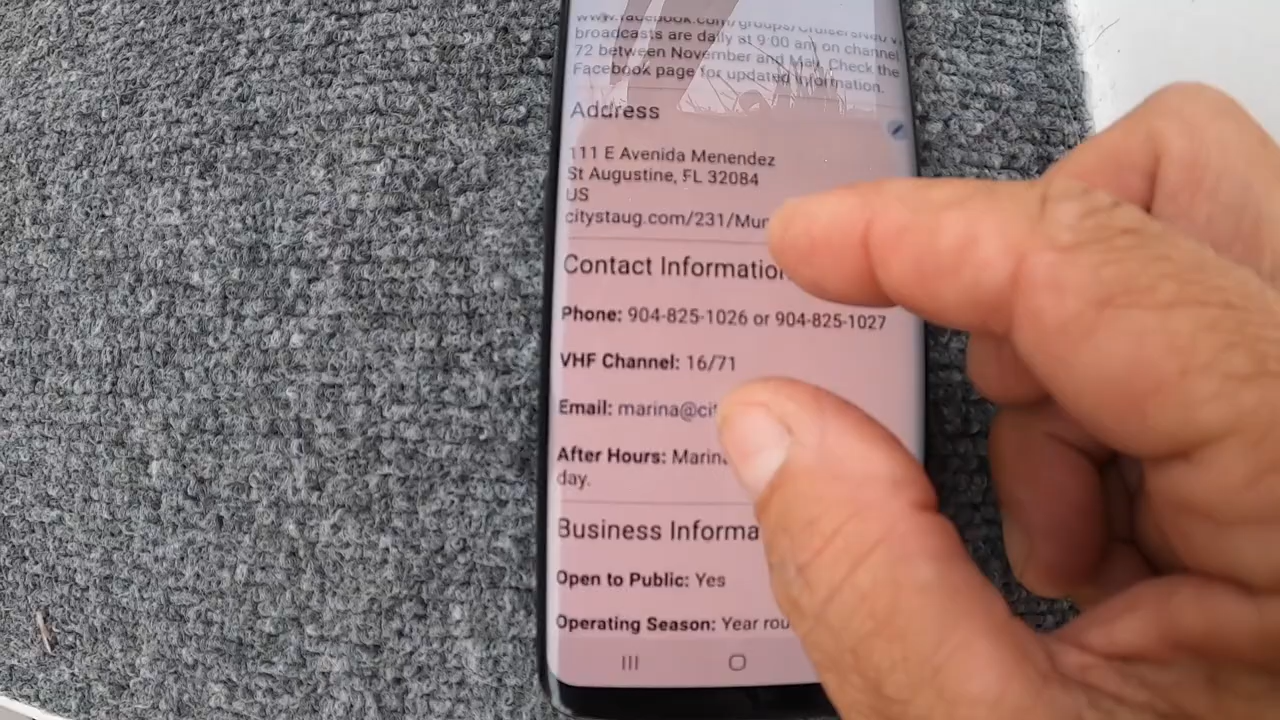 broadcasts are daily at 9:00 am on channel
72 between November and May. Check the
Facebook page for updated information.
Address
111 E Avenida Menendez
St Augustine, FL 32084
US
citystaug.com/231/Mun
Contact Information
Phone: 904-825-1026 or 904-825-1027
VHF Channel: 16/71
Email: marina@cit
After Hours: Marina
day.
Business Informa
Open to Public: Yes
Operating Season: Year rou